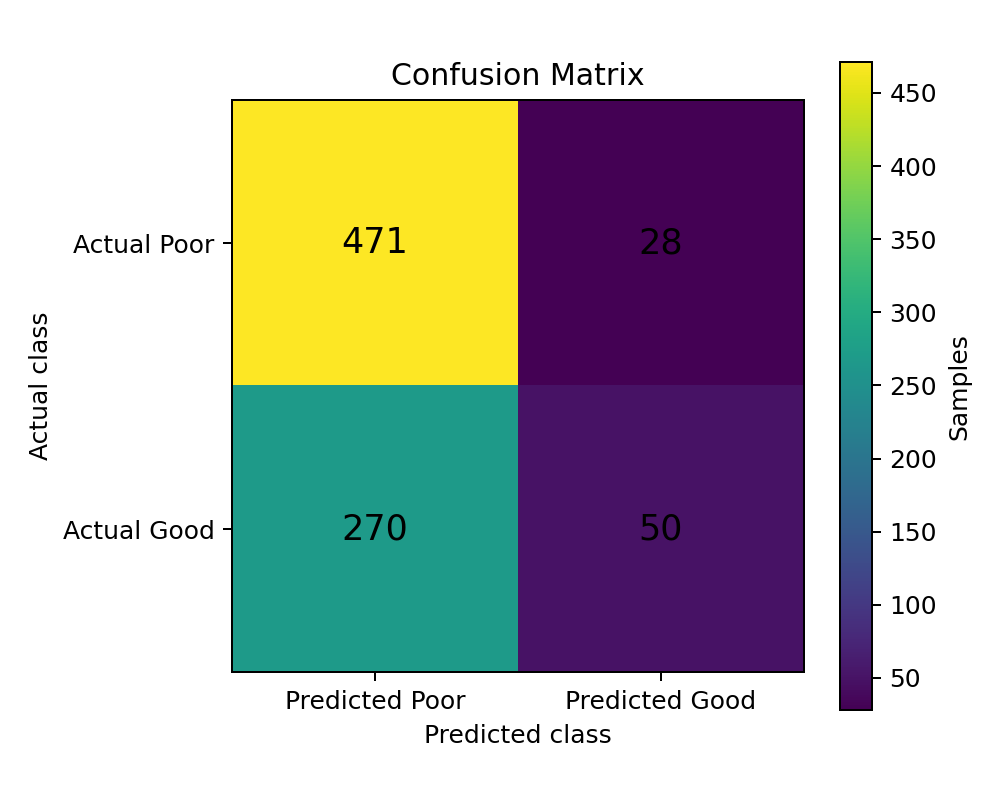 Confusion Matrix
Actual class
Actual Poor
Actual Good
471
28
270
50
Predicted Poor
Predicted Good
Predicted class
450
400
350
300
250
200
150
100
50
Samples